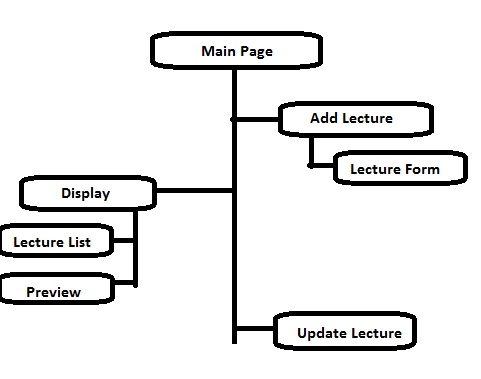 Main Page
Add Lecture
Lecture Form
Display
Lecture List
Preview
Update Lecture